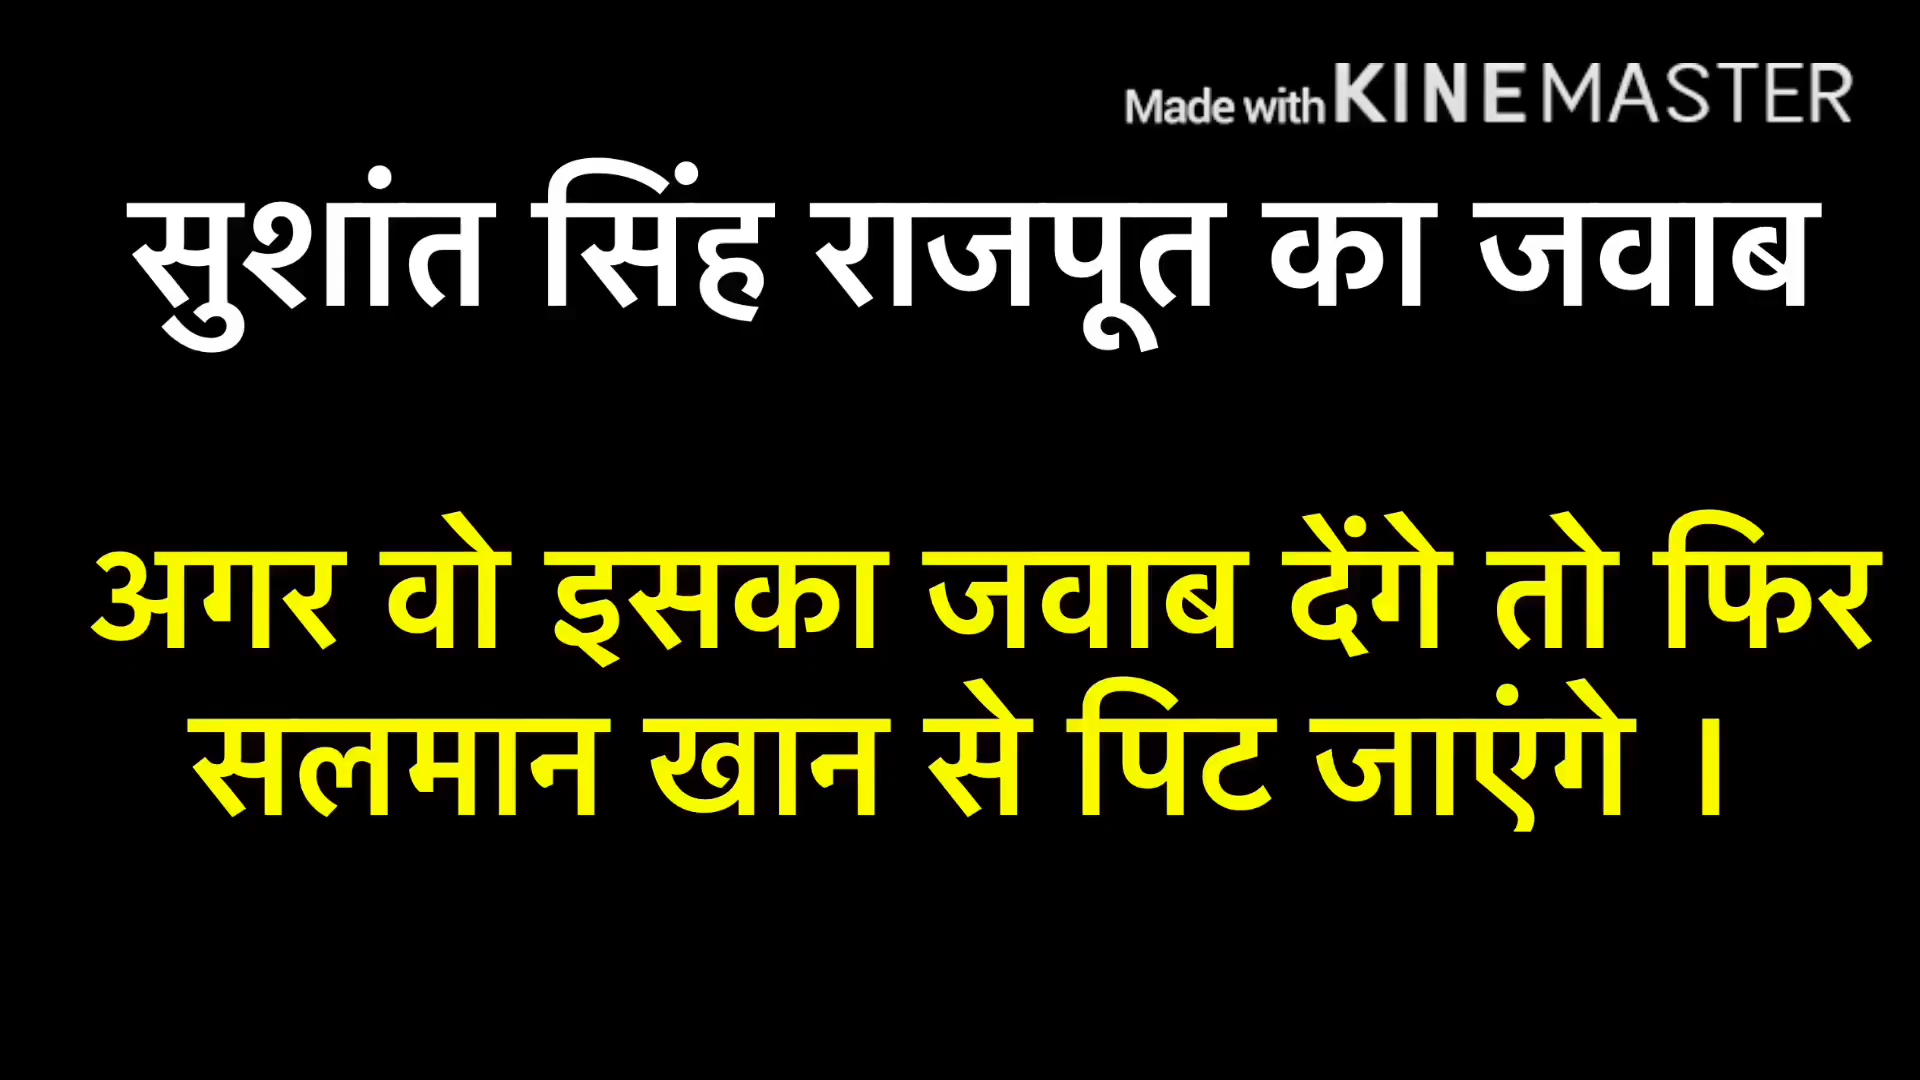 Made with KINEMASTER
सुशांत सिंह राजपूत का जवाब
अगर वो इसका जवाब देंगे तो फिर
सलमान खान से पिट जाएंगे ।